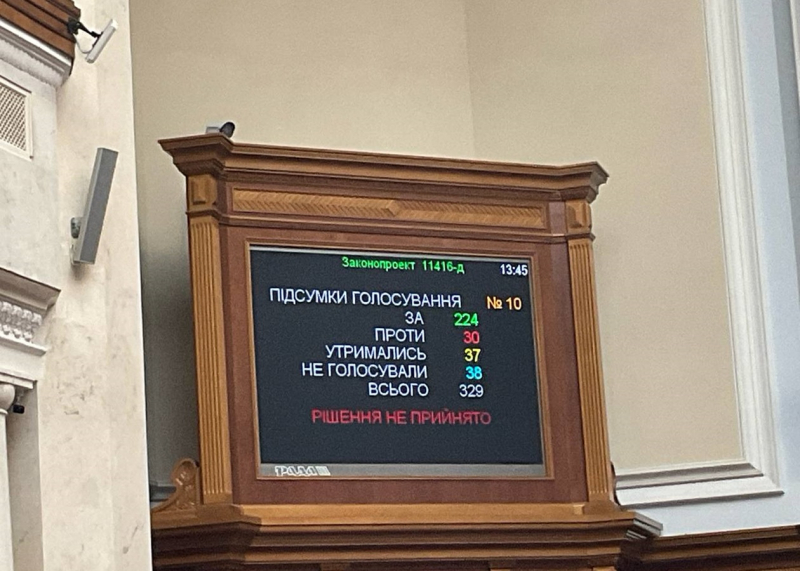 Законопроект 11416-д 13:45
ПІДСУМКИ ГОЛОСУВАННЯ № 10
ЗА 224
ПРОТИ 30
УТРИМАЛИСЬ 37
НЕ ГОЛОСУВАЛИ 38
ВСЬОГО 329
РІШЕННЯ НЕ ПРИЙНЯТО